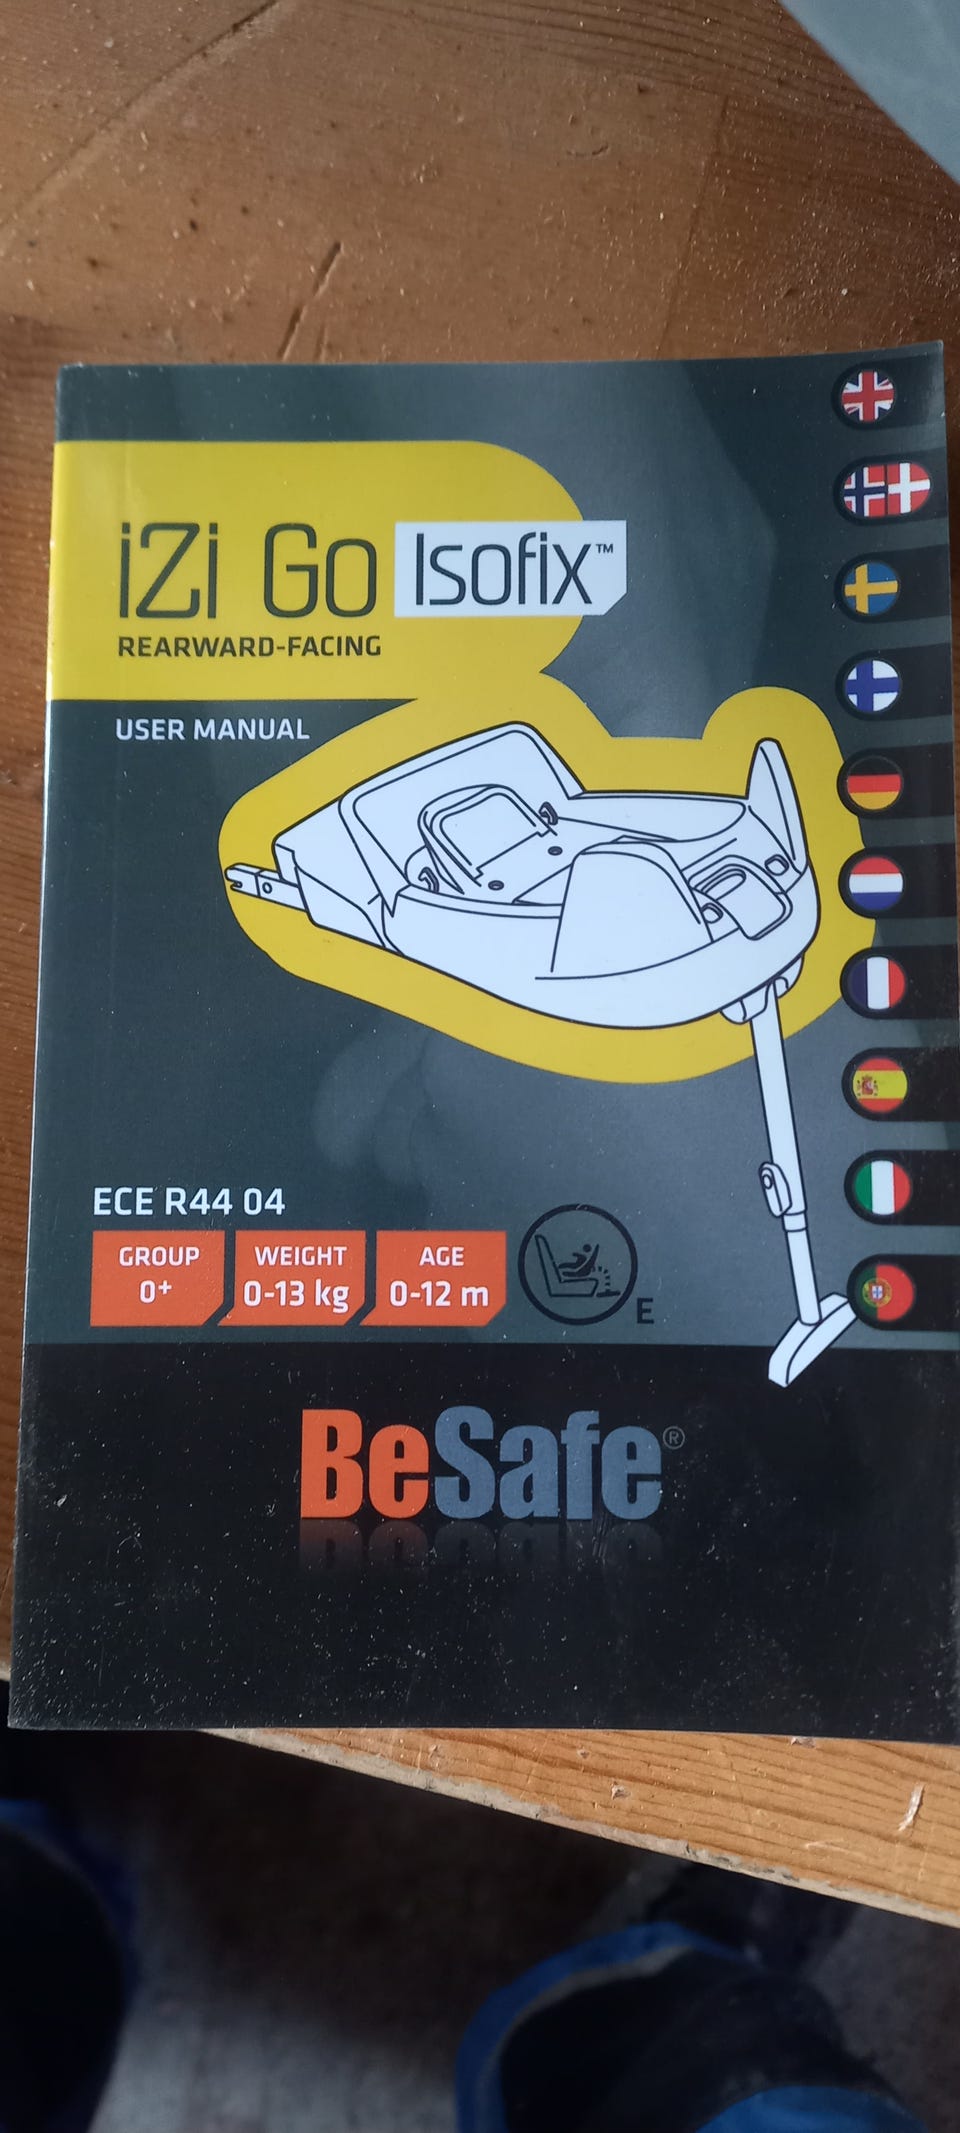 iZi Go Isofix™
REARWARD-FACING
USER MANUAL
ECE R44 04
GROUP
0+
WEIGHT
0-13 kg
AGE
0-12 m
E
BeSafe®